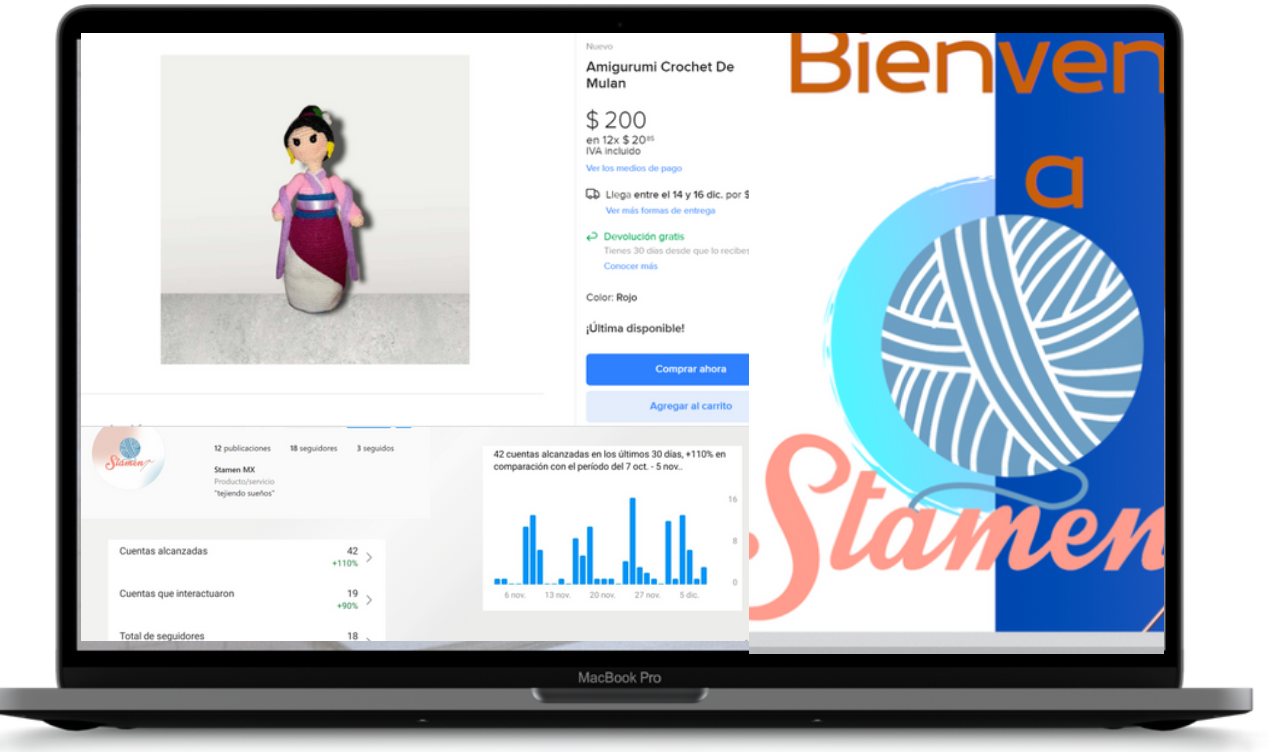 Nuevo
Amigurumi Crochet De
Mulan
$ 200
en 12x $ 20⁸⁵
IVA incluido
Ver los medios de pago
Llega entre el 14 y 16 dic. por $
Ver más formas de entrega
Devolución gratis
Tienes 30 días desde que lo recibes
Conocer más
Color: Rojo
¡Última disponible!
Comprar ahora
Agregar al carrito
Bienven
a
Stamen
Stamen
12 publicaciones 18 seguidores 3 seguidos
Stamen MX
Producto/servicio
"tejiendo sueños"
Cuentas alcanzadas 42
+110%
Cuentas que interactuaron 19
+90%
Total de seguidores 18
42 cuentas alcanzadas en los últimos 30 días, +110% en
comparación con el período del 7 oct. - 5 nov..
16
8
0
6 nov. 13 nov. 20 nov. 27 nov. 5 dic.
MacBook Pro